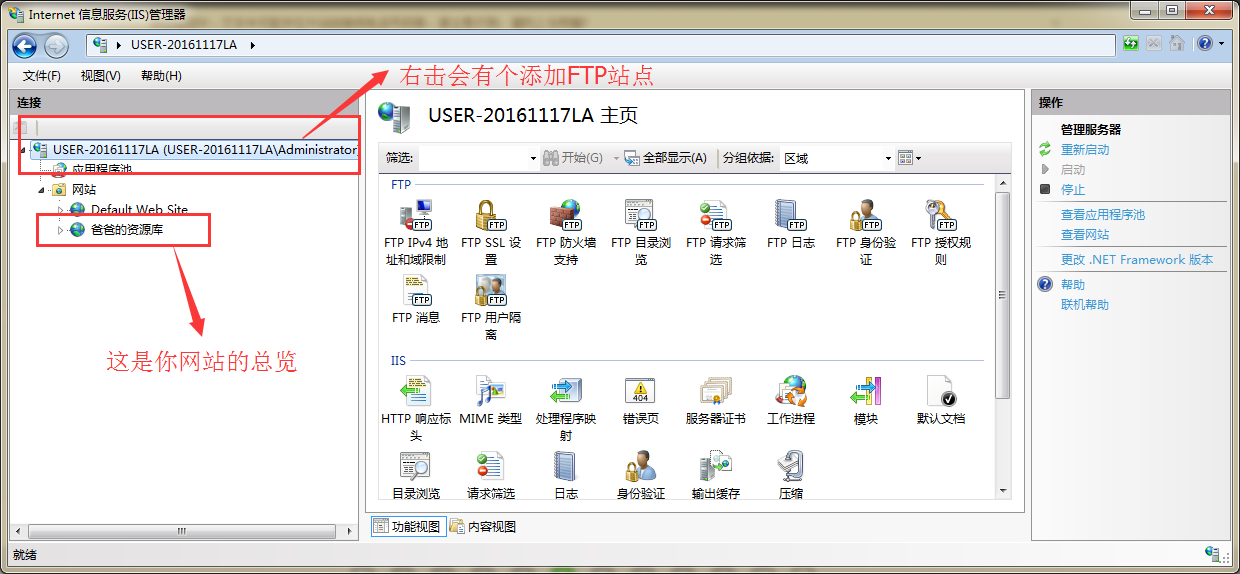 Internet 信息服务(IIS)管理器
USER-20161117LA
文件(F) 视图(V) 帮助(H)
右击会有个添加FTP站点
连接
USER-20161117LA (USER-20161117LA\Administrator
应用程序池
网站
Default Web Site
爸爸的资源库
这是你网站的总览
USER-20161117LA 主页
筛选: 开始(G) 全部显示(A) 分组依据: 区域
FTP
FTP IPv4 地址和域限制
FTP SSL 设置
FTP 防火墙支持
FTP 目录浏览
FTP 请求筛选
FTP 日志
FTP 身份验证
FTP 授权规则
FTP 消息
FTP 用户隔离
IIS
HTTP 响应标头
MIME 类型
处理程序映射
404
错误页
服务器证书
工作进程
模块
默认文档
目录浏览
请求筛选
日志
身份验证
输出缓存
压缩
功能视图 内容视图
操作
管理服务器
重新启动
启动
停止
查看应用程序池
查看网站
更改 .NET Framework 版本
帮助
联机帮助
就绪